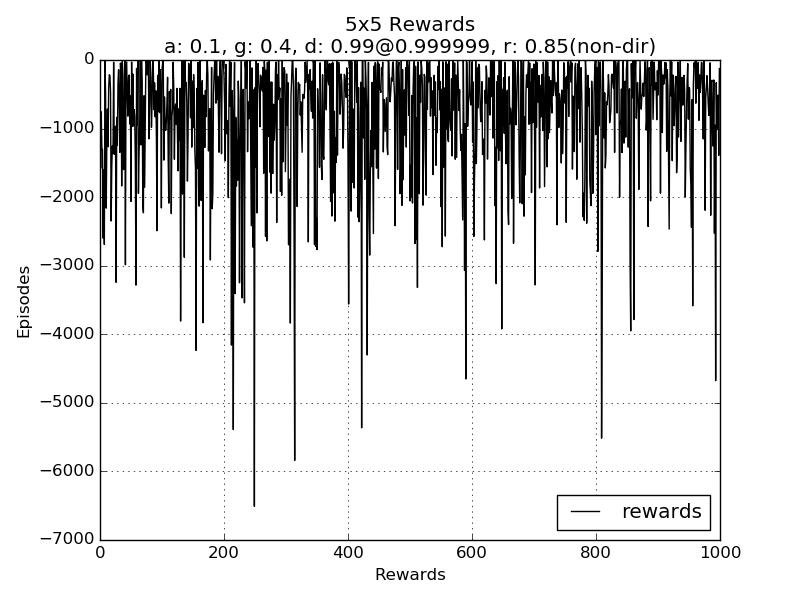 5x5 Rewards
a: 0.1, g: 0.4, d: 0.99@0.999999, r: 0.85(non-dir)
0
−1000
−2000
−3000
−4000
−5000
−6000
−7000
Episodes
rewards
0 200 400 600 800 1000
Rewards